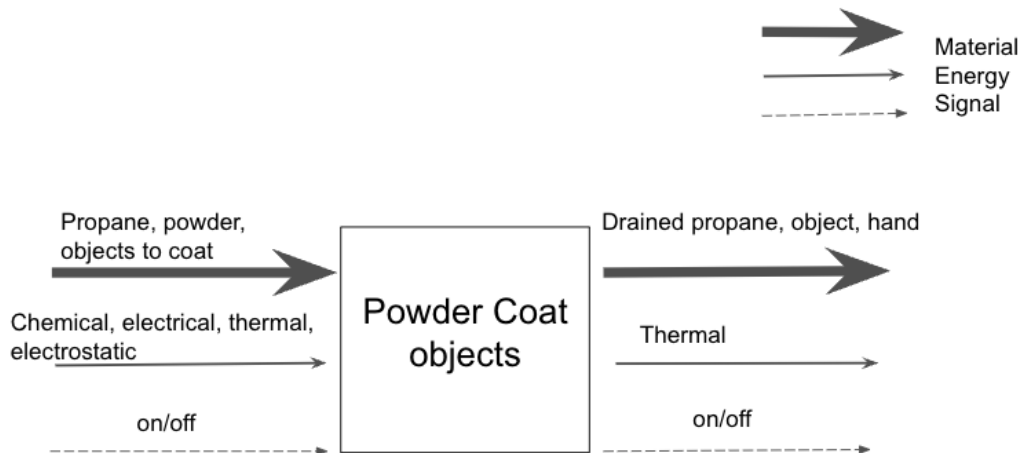 Material
Energy
Signal
Propane, powder,
objects to coat
Drained propane, object, hand
Powder Coat
objects
Chemical, electrical, thermal,
electrostatic
Thermal
on/off
on/off